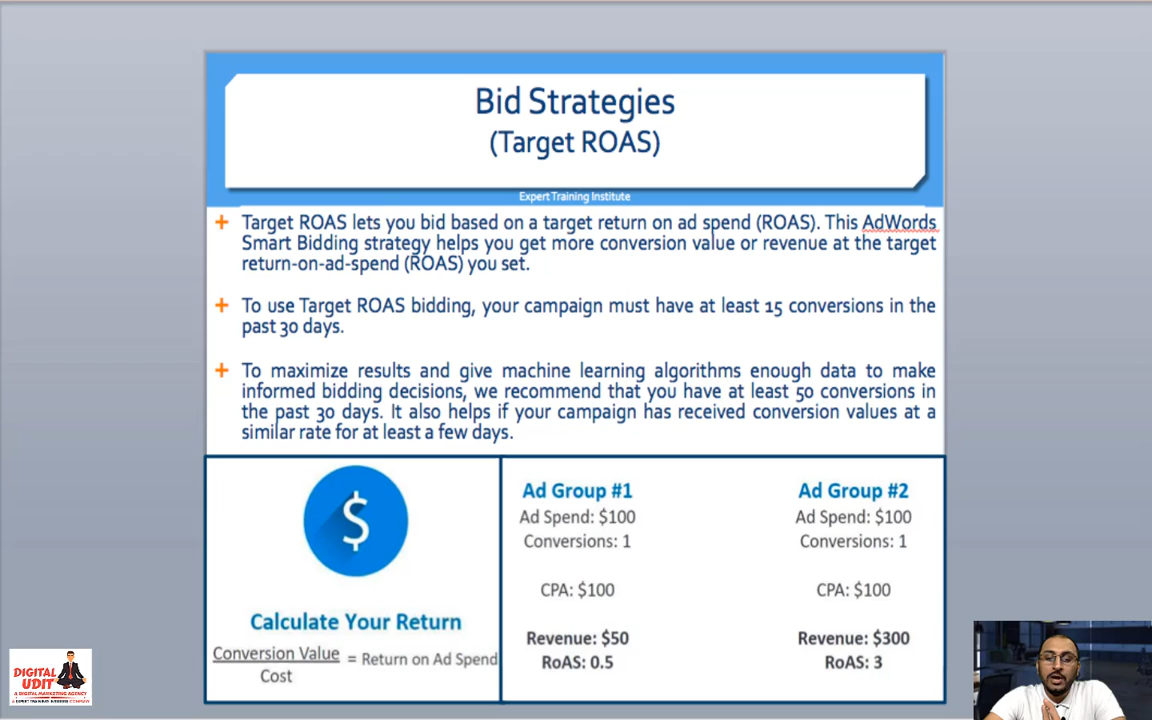 Bid Strategies
(Target ROAS)
Expert Training Institute
+ Target ROAS lets you bid based on a target return on ad spend (ROAS). This AdWords
Smart Bidding strategy helps you get more conversion value or revenue at the target
return-on-ad-spend (ROAS) you set.
+ To use Target ROAS bidding, your campaign must have at least 15 conversions in the
past 30 days.
+ To maximize results and give machine learning algorithms enough data to make
informed bidding decisions, we recommend that you have at least 50 conversions in
the past 30 days. It also helps if your campaign has received conversion values at a
similar rate for at least a few days.
$
Calculate Your Return
Conversion Value
Cost
= Return on Ad Spend
Ad Group #1
Ad Spend: $100
Conversions: 1
CPA: $100
Revenue: $50
RoAS: 0.5
Ad Group #2
Ad Spend: $100
Conversions: 1
CPA: $100
Revenue: $300
RoAS: 3
DIGITAL
UDIT
A DIGITAL MARKETING AGENCY